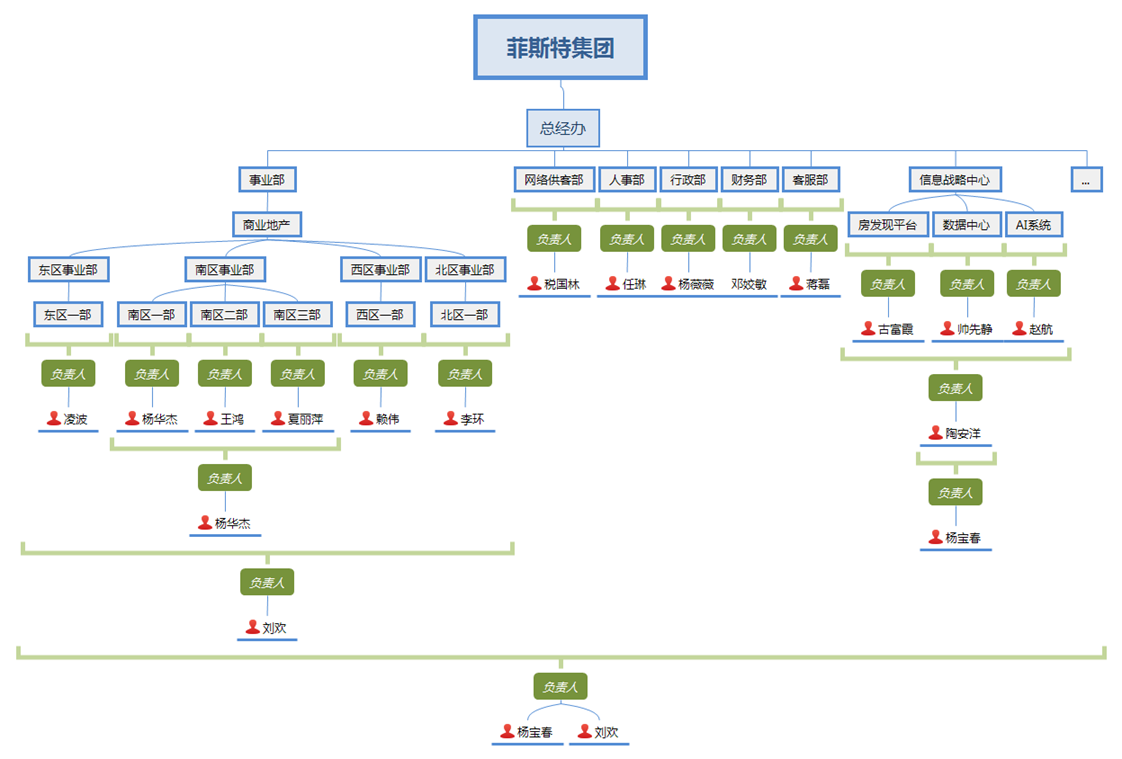 菲斯特集团
总经办
事业部
网络供客部
人事部
行政部
财务部
客服部
信息战略中心
...
商业地产
房发现平台
数据中心
AI系统
东区事业部
南区事业部
西区事业部
北区事业部
负责人
负责人
负责人
负责人
负责人
税国林
任琳
杨薇薇
邓姣敏
蒋磊
负责人
负责人
负责人
东区一部
南区一部
南区二部
南区三部
西区一部
北区一部
古富霞
帅先静
赵航
负责人
负责人
负责人
负责人
负责人
负责人
负责人
凌波
杨华杰
王鸿
夏丽萍
赖伟
李环
陶安洋
负责人
负责人
杨华杰
杨宝春
负责人
刘欢
负责人
杨宝春
刘欢